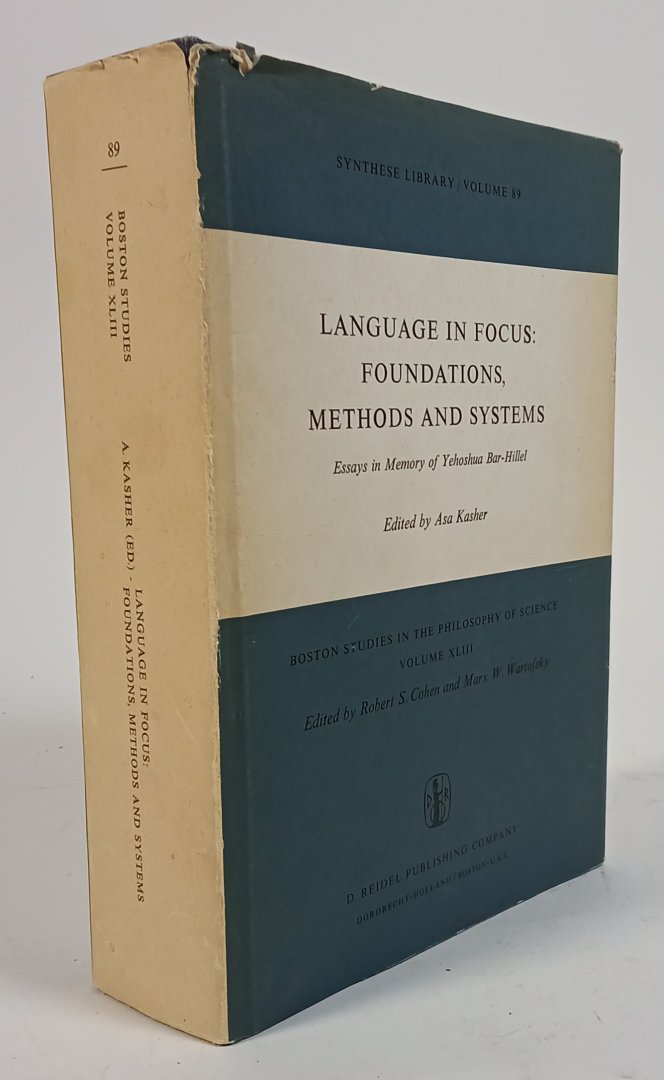 89
BOSTON STUDIES
VOLUME XLIII
A. KASHER (ED.) - LANGUAGE IN FOCUS:
FOUNDATIONS, METHODS AND SYSTEMS
SYNTHESE LIBRARY / VOLUME 89
LANGUAGE IN FOCUS:
FOUNDATIONS,
METHODS AND SYSTEMS
Essays in Memory of Yehoshua Bar-Hillel
Edited by Asa Kasher
BOSTON STUDIES IN THE PHILOSOPHY OF SCIENCE
VOLUME XLIII
Edited by Robert S. Cohen and Marx W. Wartofsky
D R
D. REIDEL PUBLISHING COMPANY
DORDRECHT-HOLLAND / BOSTON-U.S.A.